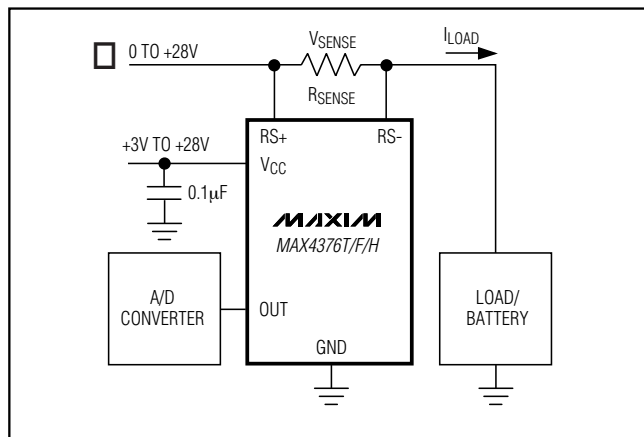 0 TO +28V
VSENSE
ILOAD
RSENSE
RS+
RS-
+3V TO +28V
VCC
0.1μF
MAXIM
MAX4376T/F/H
A/D
CONVERTER
OUT
LOAD/
BATTERY
GND